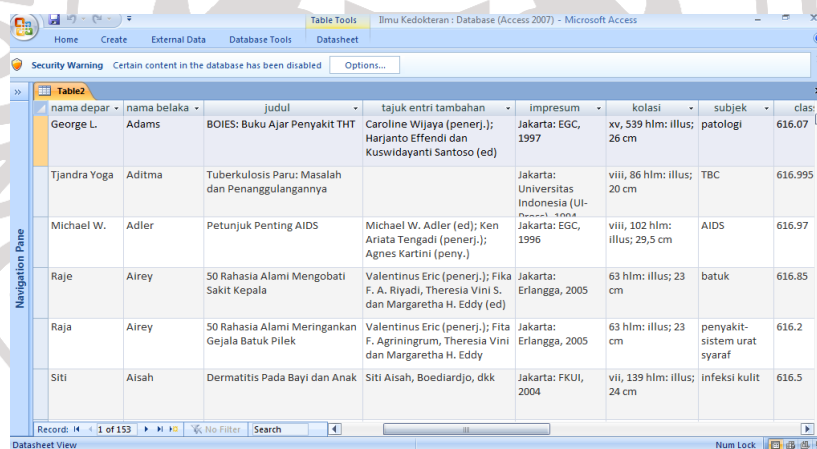 Table Tools Ilmu Kedokteran : Database (Access 2007) - Microsoft Access
Home Create External Data Database Tools Datasheet
Security Warning Certain content in the database has been disabled Options...
Table2
nama depar nama belaka judul tajuk entri tambahan impresum kolasi subjek clas
George L. Adams BOIES: Buku Ajar Penyakit THT Caroline Wijaya (penerj.); Jakarta: EGC, xv, 539 hlm: illus; patologi 616.07
Harjanto Effendi dan 1997 26 cm
Kuswidayanti Santoso (ed)
Tjandra Yoga Aditma Tuberkulosis Paru: Masalah Jakarta: viii, 86 hlm: illus; TBC 616.995
dan Penanggulangannya Universitas 20 cm
Indonesia (UI-
Press), 1994
Michael W. Adler Petunjuk Penting AIDS Michael W. Adler (ed); Ken Jakarta: EGC, viii, 102 hlm: AIDS 616.97
Ariata Tengadi (penerj.); 1996 illus; 29,5 cm
Agnes Kartini (peny.)
Raje Airey 50 Rahasia Alami Mengobati Valentinus Eric (penerj.); Fika Jakarta: 63 hlm: illus; 23 batuk 616.85
Sakit Kepala F. A. Riyadi, Theresia Vini S. Erlangga, 2005 cm
dan Margaretha H. Eddy (ed)
Raja Airey 50 Rahasia Alami Meringankan Valentinus Eric (penerj.); Fita Jakarta: 63 hlm: illus; 23 penyakit- 616.2
Gejala Batuk Pilek F. Agriningrum, Theresia Vini Erlangga, 2005 cm sistem urat
dan Margaretha H. Eddy syaraf
Siti Aisah Dermatitis Pada Bayi dan Anak Siti Aisah, Boediardjo, dkk Jakarta: FKUI, vii, 139 hlm: illus; infeksi kulit 616.5
2004 24 cm
Navigation Pane
Record: 1 of 153 No Filter Search
Datasheet View Num Lock